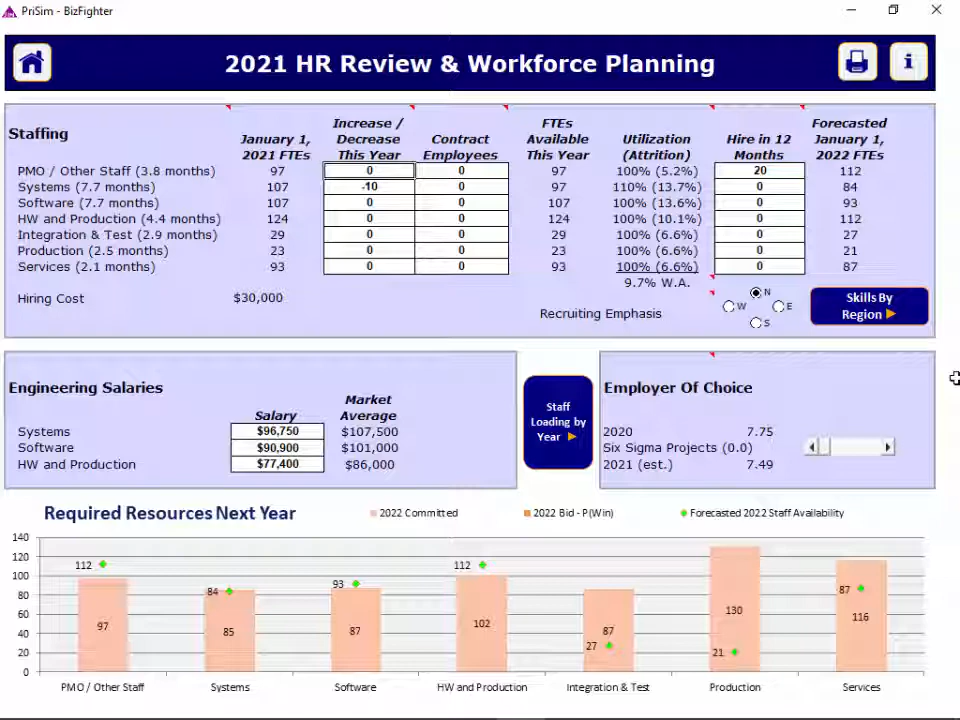 PriSim - BizFighter
2021 HR Review & Workforce Planning
Staffing
January 1, 2021 FTEs
Increase / Decrease This Year
Contract Employees
FTEs Available This Year
Utilization (Attrition)
Hire in 12 Months
Forecasted January 1, 2022 FTEs
PMO / Other Staff (3.8 months) 97 0 0 97 100% (5.2%) 20 112
Systems (7.7 months) 107 -10 0 97 110% (13.7%) 0 84
Software (7.7 months) 107 0 0 107 100% (13.6%) 0 93
HW and Production (4.4 months) 124 0 0 124 100% (10.1%) 0 112
Integration & Test (2.9 months) 29 0 0 29 100% (6.6%) 0 27
Production (2.5 months) 23 0 0 23 100% (6.6%) 0 21
Services (2.1 months) 93 0 0 93 100% (6.6%) 0 87
9.7% W.A.
Hiring Cost $30,000
Recruiting Emphasis
N
W E
S
Skills By
Region
Engineering Salaries
Salary
Market Average
Systems $96,750 $107,500
Software $90,900 $101,000
HW and Production $77,400 $86,000
Staff
Loading by
Year
Employer Of Choice
2020 7.75
Six Sigma Projects (0.0)
2021 (est.) 7.49
Required Resources Next Year
2022 Committed 2022 Bid - P(Win) Forecasted 2022 Staff Availability
140
120
100
80
60
40
20
0
112
97
84
85
93
87
112
102
87
27
130
21
87
116
PMO / Other Staff Systems Software HW and Production Integration & Test Production Services